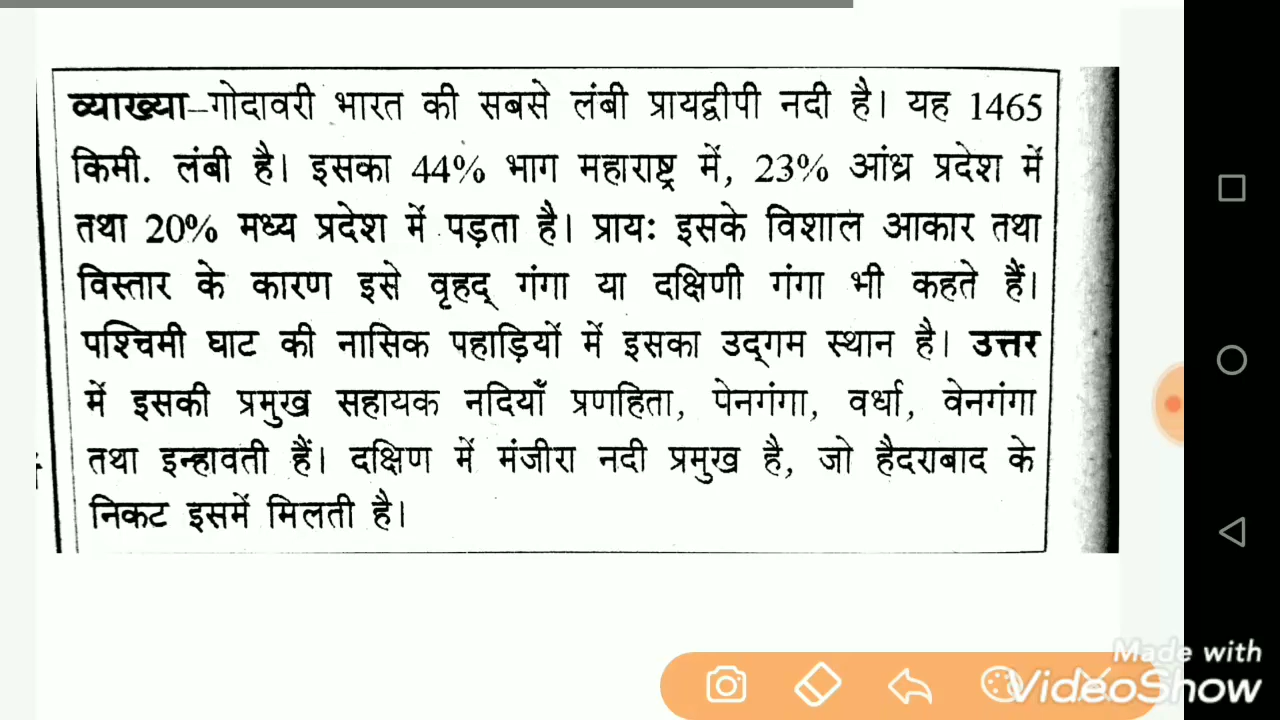 व्याख्या–गोदावरी भारत की सबसे लंबी प्रायद्वीपी नदी है। यह 1465
किमी. लंबी है। इसका 44% भाग महाराष्ट्र में, 23% आंध्र प्रदेश में
तथा 20% मध्य प्रदेश में पड़ता है। प्रायः इसके विशाल आकार तथा
विस्तार के कारण इसे वृहद् गंगा या दक्षिणी गंगा भी कहते हैं।
पश्चिमी घाट की नासिक पहाड़ियों में इसका उद्गम स्थान है। उत्तर
में इसकी प्रमुख सहायक नदियाँ प्रणहिता, पेनगंगा, वर्धा, वेनगंगा
तथा इन्द्रावती हैं। दक्षिण में मंजीरा नदी प्रमुख है, जो हैदराबाद के
निकट इसमें मिलती है।
Made with
VideoShow